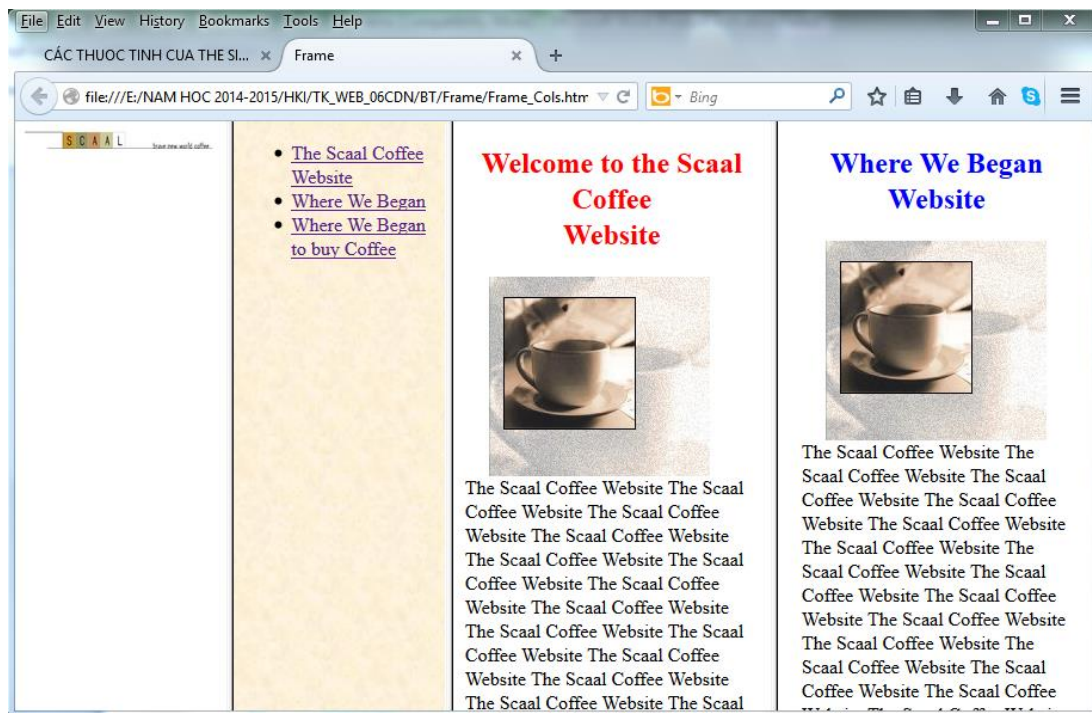 File Edit View History Bookmarks Tools Help
CÁC THUOC TINH CUA THE SI... × Frame × +
file:///E:/NAM HOC 2014-2015/HKI/TK_WEB_06CDN/BT/Frame/Frame_Cols.htm Bing
S C A A L brave new world coffee
• The Scaal Coffee
Website
• Where We Began
• Where We Began
to buy Coffee
Welcome to the Scaal
Coffee
Website
The Scaal Coffee Website The Scaal
Coffee Website The Scaal Coffee
Website The Scaal Coffee Website
The Scaal Coffee Website The Scaal
Coffee Website The Scaal Coffee
Website The Scaal Coffee Website
The Scaal Coffee Website The Scaal
Coffee Website The Scaal Coffee
Website The Scaal Coffee Website
The Scaal Coffee Website The Scaal
Where We Began
Website
The Scaal Coffee Website The
Scaal Coffee Website The Scaal
Coffee Website The Scaal Coffee
Website The Scaal Coffee Website
The Scaal Coffee Website The
Scaal Coffee Website The Scaal
Coffee Website The Scaal Coffee
Website The Scaal Coffee Website
The Scaal Coffee Website The
Scaal Coffee Website The Scaal
Coffee Website The Scaal Coffee